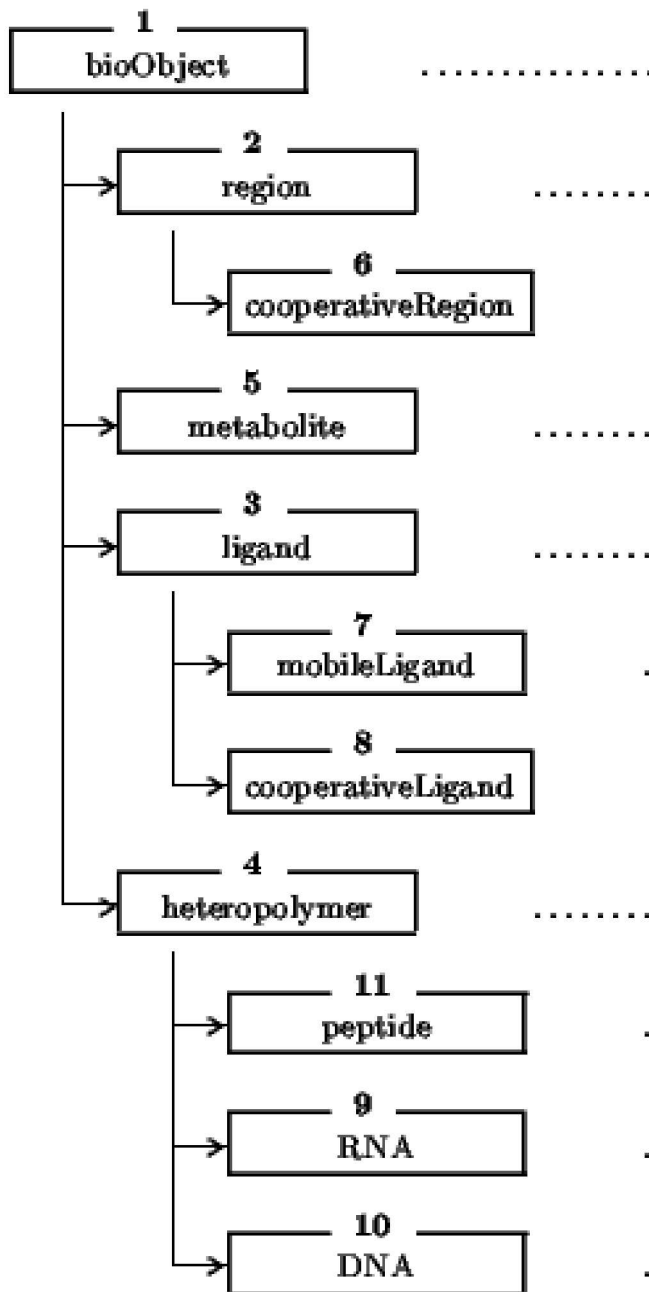 1
bioObject
2
region
6
cooperativeRegion
5
metabolite
3
ligand
7
mobileLigand
8
cooperativeLigand
4
heteropolymer
11
peptide
9
RNA
10
DNA